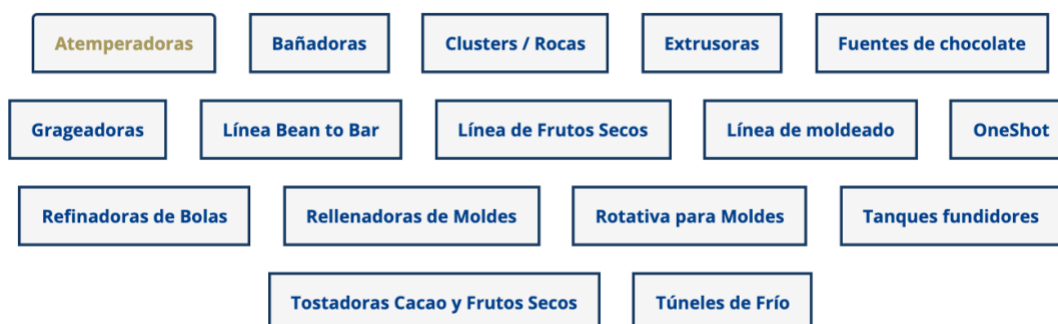 Atemperadoras Bañadoras Clusters / Rocas Extrusoras Fuentes de chocolate
Grageadoras Línea Bean to Bar Línea de Frutos Secos Línea de moldeado OneShot
Refinadoras de Bolas Rellenadoras de Moldes Rotativa para Moldes Tanques fundidores
Tostadoras Cacao y Frutos Secos Túneles de Frío